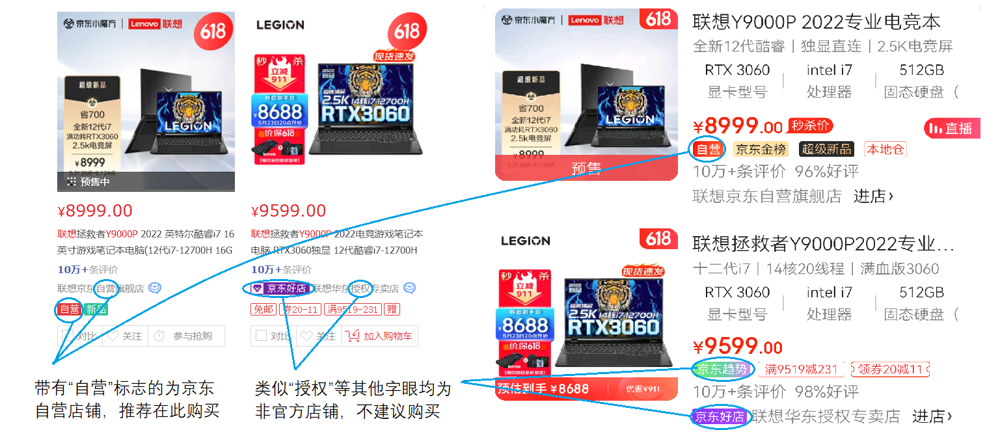 京东小魔方 | Lenovo 联想
618
超级新品
省700
全新12代i7
满功耗RTX3060
2.5k电竞屏
¥8999
5.31 20点-6.1 24点
LEGION
预售中
¥8999.00
联想拯救者Y9000P 2022 英特尔酷睿i7 16
英寸游戏笔记本电脑(12代i7-12700H 16G
10万+条评价
联想京东自营旗舰店
自营 新品
对比 关注 参与抢购
带有“自营”标志的为京东
自营店铺，推荐在此购买
LEGION
618
现货速发
秒杀
立减
911
2022
新品
超高清屏
2.5K 14核i7-12700H
RTX3060
券后到手价
¥8688
5月23日20点开抢
价保618
¥9599.00
联想拯救者Y9000P 2022电竞游戏笔记本
电脑 RTX3060独显 12代酷睿i7-12700H
10万+条评价
京东好店 联想华东授权专卖店
免邮 券20-11 满9519-231 赠
对比 关注 加入购物车
类似“授权”等其他字眼均为
非官方店铺，不建议购买
京东小魔方 | Lenovo 联想
618
超级新品
省700
全新12代i7
满功耗RTX3060
2.5k电竞屏
¥8999
LEGION
预售
联想Y9000P 2022专业电竞本
全新12代酷睿 | 独显直连 | 2.5K电竞屏
RTX 3060 intel i7 512GB
显卡型号 处理器 固态硬盘（
¥8999.00 秒杀价
直播
自营 京东金榜 超级新品 本地仓
10万+条评价 96%好评
联想京东自营旗舰店 进店›
LEGION
618
现货速发
秒杀
立减
911
2022
新品
超高清屏
2.5K 14核i7-12700H
RTX3060
券后到手价
¥8688
5月23日20点开抢
价保618
预估到手 ¥8688 优惠¥911
联想拯救者Y9000P2022专业...
十二代i7 | 14核20线程 | 满血版3060
RTX 3060 intel i7 512GB
显卡型号 处理器 固态硬盘（
¥9599.00
京东趋势 满9519减231 领券20减11
10万+条评价 98%好评
京东好店 联想华东授权专卖店 进店›